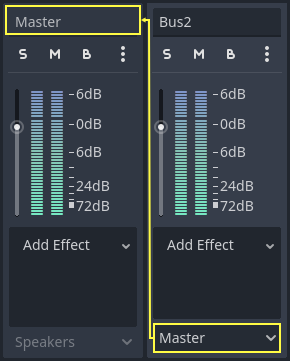 Master
S M B
6dB
0dB
6dB
24dB
72dB
Add Effect
Speakers
Bus2
S M B
6dB
0dB
6dB
24dB
72dB
Add Effect
Master